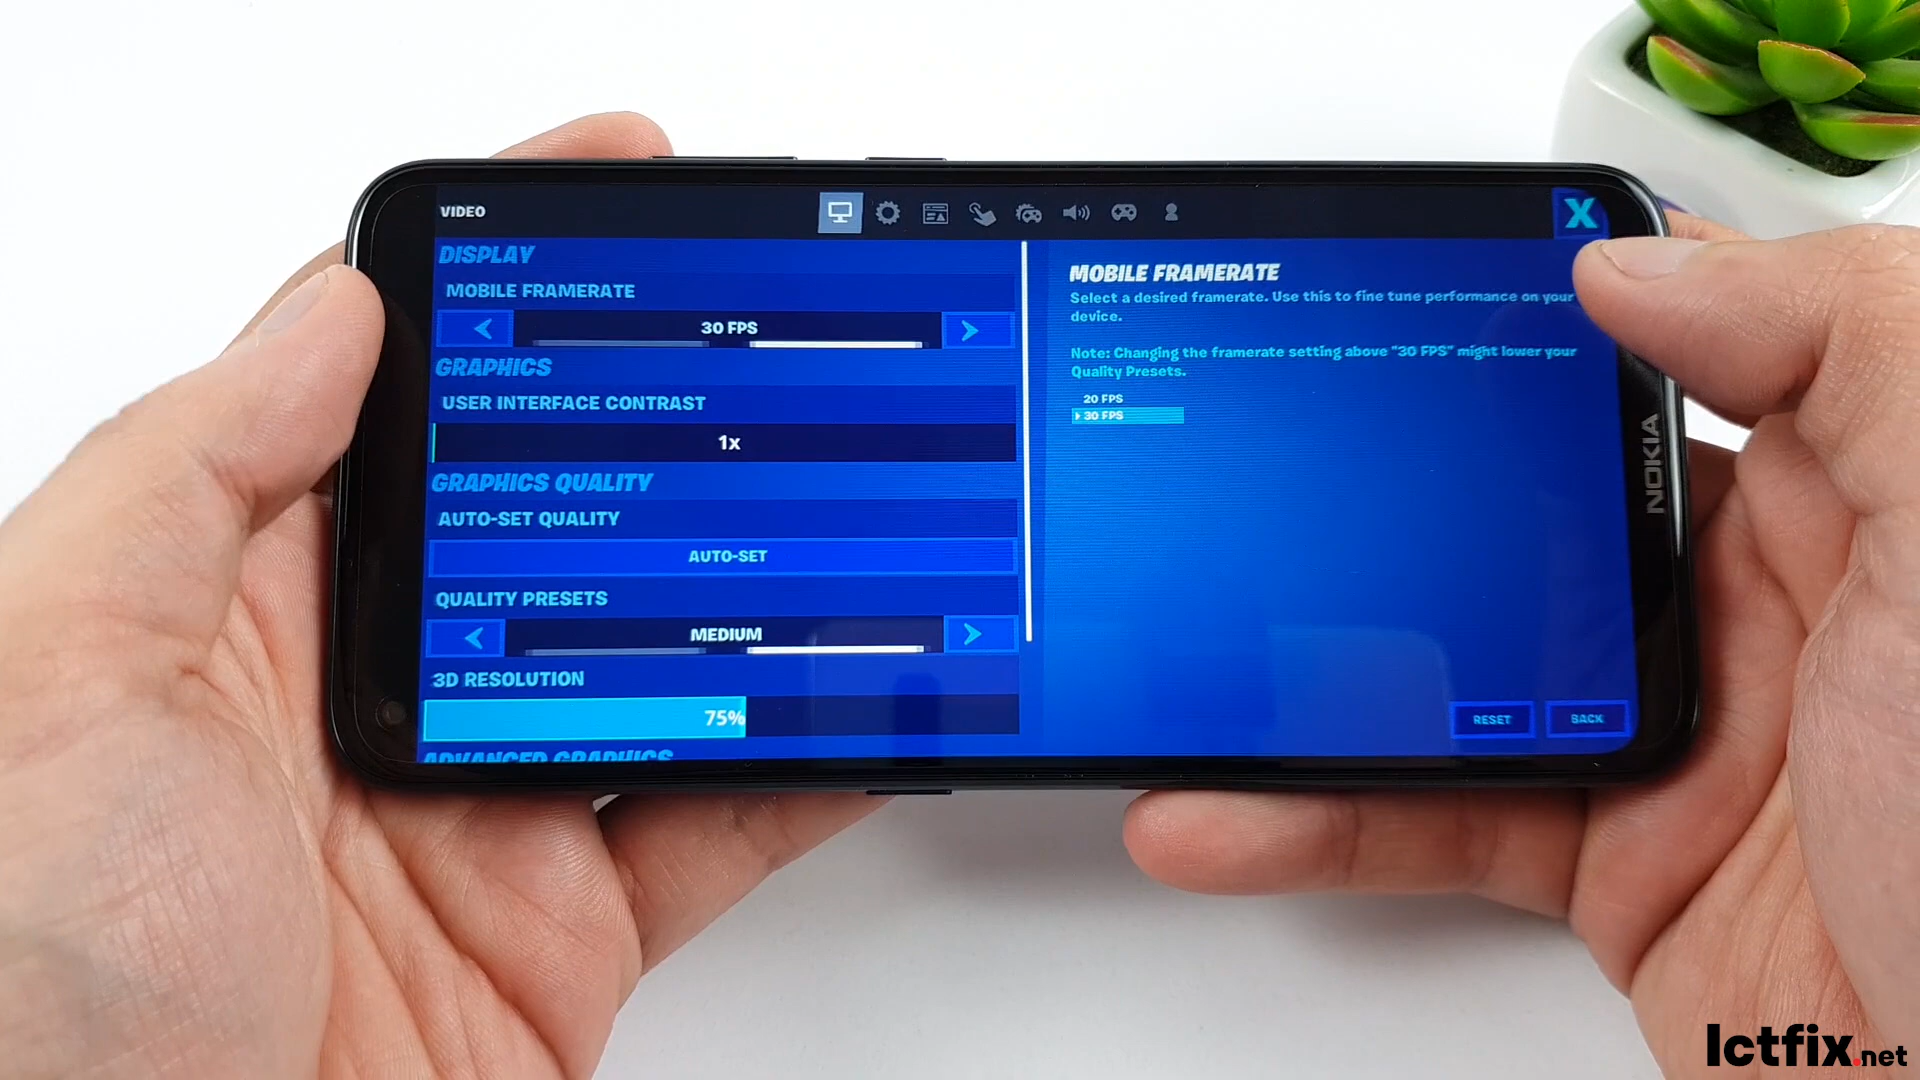 VIDEO
X
DISPLAY
MOBILE FRAMERATE
30 FPS
GRAPHICS
USER INTERFACE CONTRAST
1x
GRAPHICS QUALITY
AUTO-SET QUALITY
AUTO-SET
QUALITY PRESETS
MEDIUM
3D RESOLUTION
75%
ADVANCED GRAPHICS
MOBILE FRAMERATE
Select a desired framerate. Use this to fine tune performance on your
device.
Note: Changing the framerate setting above "30 FPS" might lower your
Quality Presets.
20 FPS
30 FPS
RESET
BACK
NOKIA
Ictfix.net